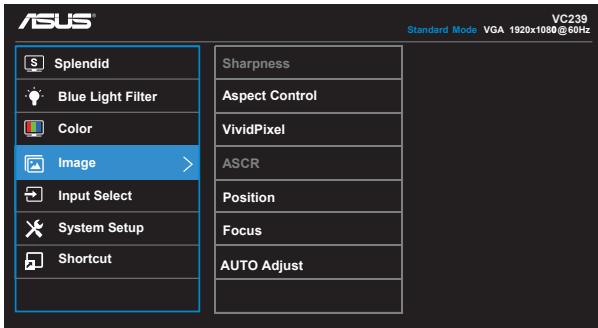 ASUS
VC239
Standard Mode VGA 1920x1080@60Hz
S Splendid
Blue Light Filter
Color
Image
Input Select
System Setup
Shortcut
Sharpness
Aspect Control
VividPixel
ASCR
Position
Focus
AUTO Adjust